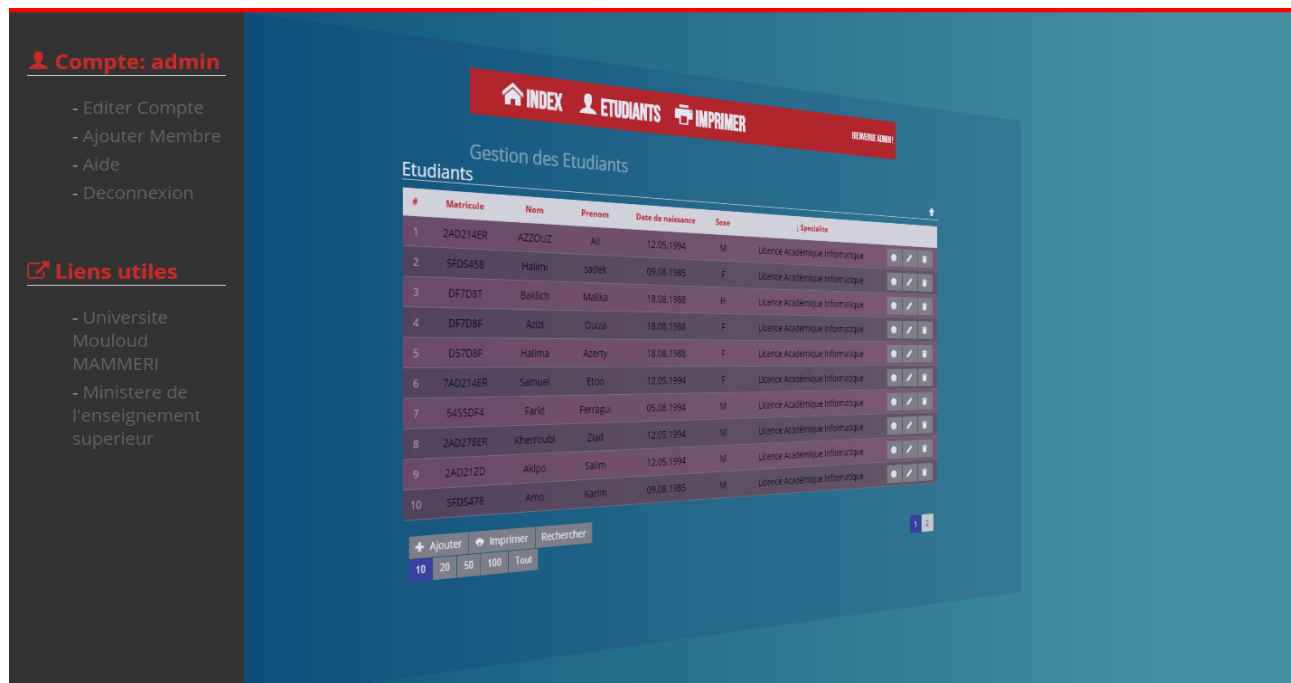 Compte: admin
- Editer Compte
- Ajouter Membre
- Aide
- Deconnexion
Liens utiles
- Universite
Mouloud
MAMMERI
- Ministere de
l'enseignement
superieur
INDEX ETUDIANTS IMPRIMER BIENVENUE ADMIN !
Gestion des Etudiants
Etudiants
# Matricule Nom Prenom Date de naissance Sexe ↓ Specialite
1 2AD214ER AZZOUZ Ali 12.05.1994 M Licence Académique Informatique
2 SFDS458 Halimi sadek 09.08.1985 F Licence Académique Informatique
3 DF7D8T Baklich Malika 18.08.1988 H Licence Académique Informatique
4 DF7D8F Azizi Ouiza 18.08.1988 F Licence Académique Informatique
5 D57D8F Halima Azerty 18.08.1988 F Licence Académique Informatique
6 7AD214ER Samuel Etoo 12.05.1994 F Licence Académique Informatique
7 54S5DF4 Farid Ferragui 05.08.1994 M Licence Académique Informatique
8 2AD278ER Kherroubi Ziad 12.05.1994 M Licence Académique Informatique
9 2AD21ZD Aklpo Salim 12.05.1994 M Licence Académique Informatique
10 SFDS478 Amo Karim 09.08.1985 M Licence Académique Informatique
Ajouter Imprimer Rechercher
10 20 50 100 Tout
1 2